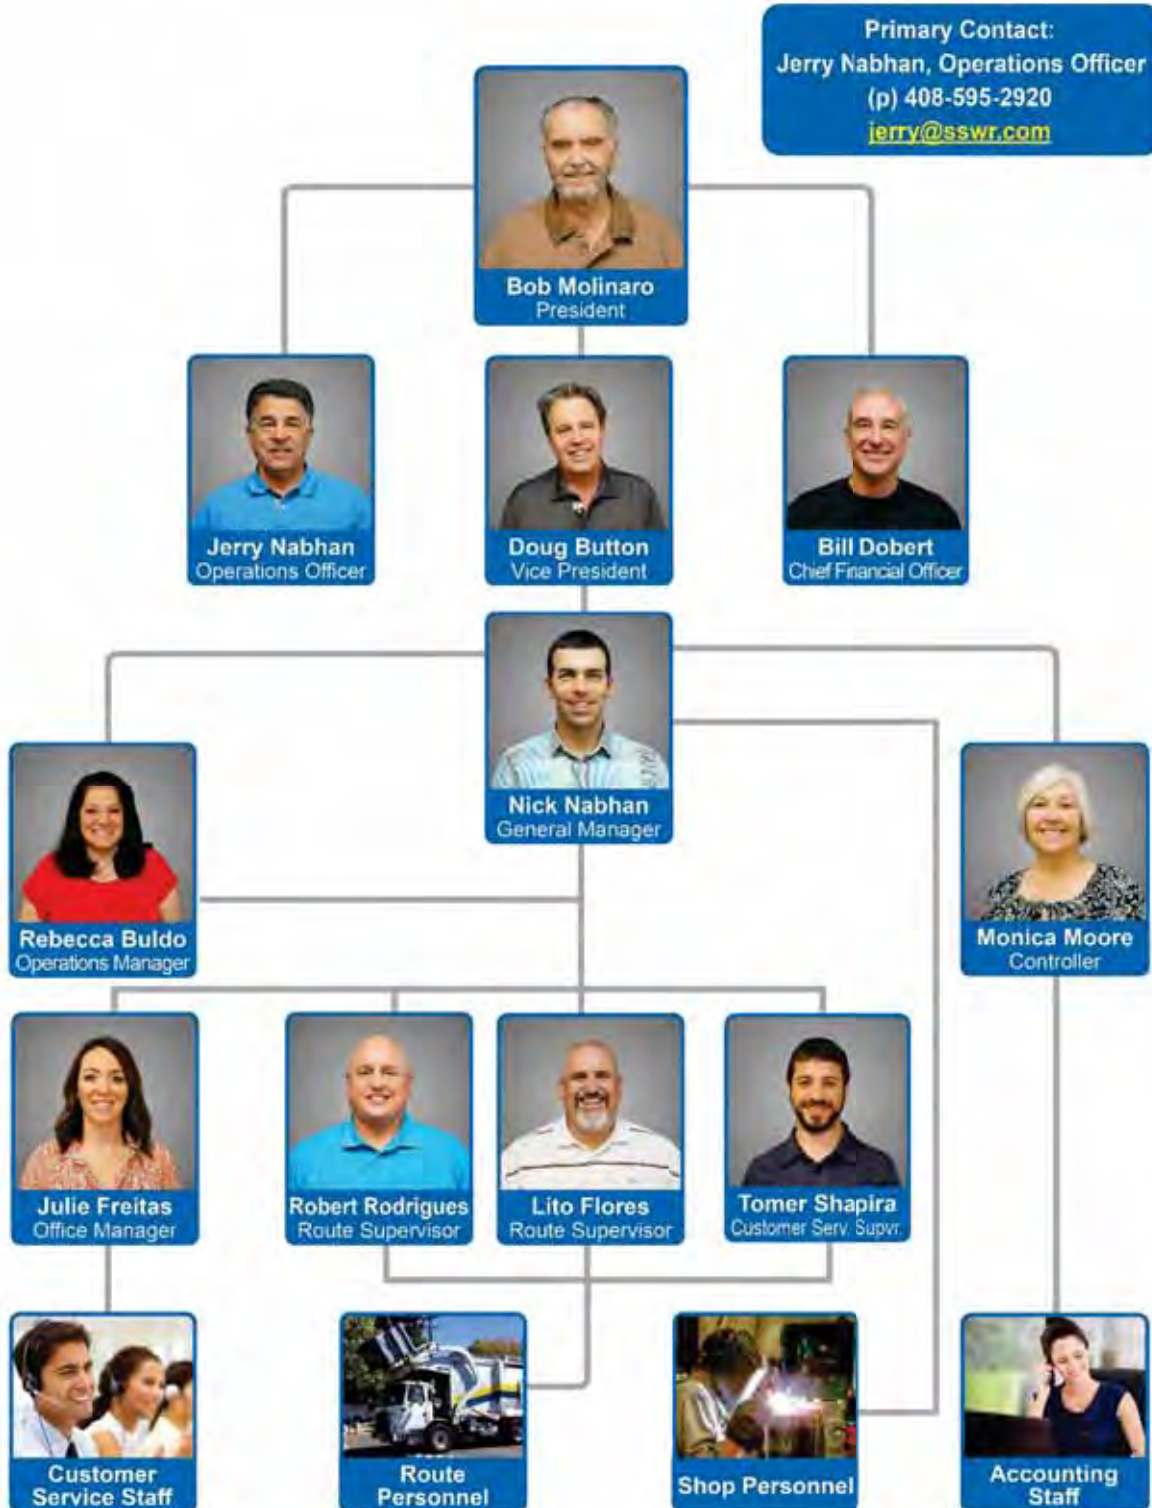 Primary Contact:
Jerry Nabhan, Operations Officer
(p) 408-595-2920
jerry@sswr.com
Bob Molinaro
President
Jerry Nabhan
Operations Officer
Doug Button
Vice President
Bill Dobert
Chief Financial Officer
Nick Nabhan
General Manager
Rebecca Buldo
Operations Manager
Monica Moore
Controller
Julie Freitas
Office Manager
Robert Rodrigues
Route Supervisor
Lito Flores
Route Supervisor
Tomer Shapira
Customer Serv. Supvr.
Customer
Service Staff
Route
Personnel
Shop Personnel
Accounting
Staff